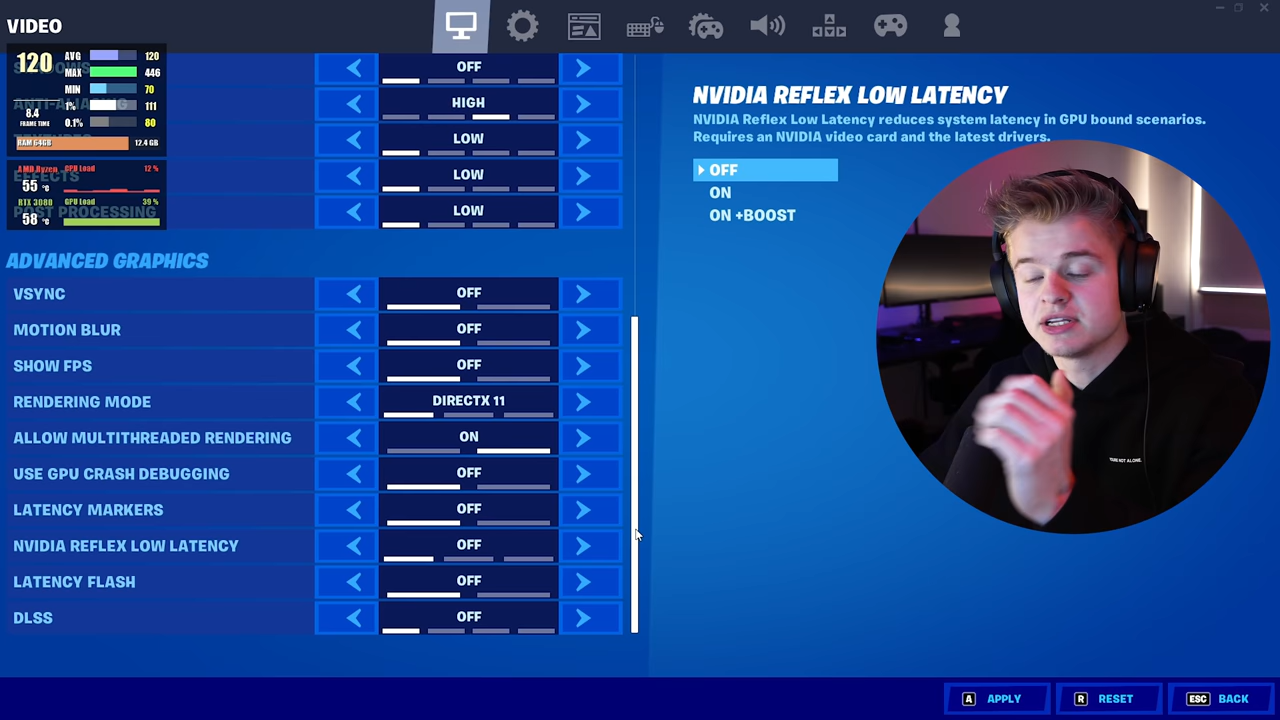 VIDEO
120
AVG 120
MAX 446
MIN 70
1% 111
0.1% 80
8.4
FRAME TIME
RAM 64GB 12.4 GB
AMD Ryzen CPU Load 12 %
55 °C
RTX 3080 GPU Load 39 %
58 °C
OFF
ANTI-ALIASING HIGH
LOW
EFFECTS LOW
POST PROCESSING LOW
ADVANCED GRAPHICS
VSYNC OFF
MOTION BLUR OFF
SHOW FPS OFF
RENDERING MODE DIRECTX 11
ALLOW MULTITHREADED RENDERING ON
USE GPU CRASH DEBUGGING OFF
LATENCY MARKERS OFF
NVIDIA REFLEX LOW LATENCY OFF
LATENCY FLASH OFF
DLSS OFF
NVIDIA REFLEX LOW LATENCY
NVIDIA Reflex Low Latency reduces system latency in GPU bound scenarios.
Requires an NVIDIA video card and the latest drivers.
OFF
ON
ON +BOOST
A APPLY
R RESET
ESC BACK